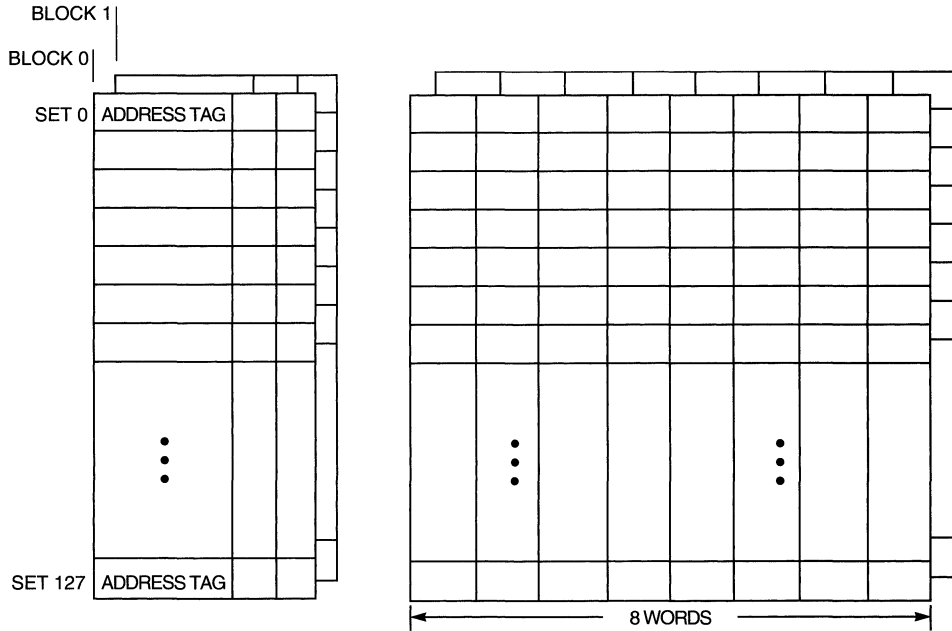 BLOCK 1
BLOCK 0
SET 0
ADDRESS TAG
SET 127
ADDRESS TAG
8 WORDS